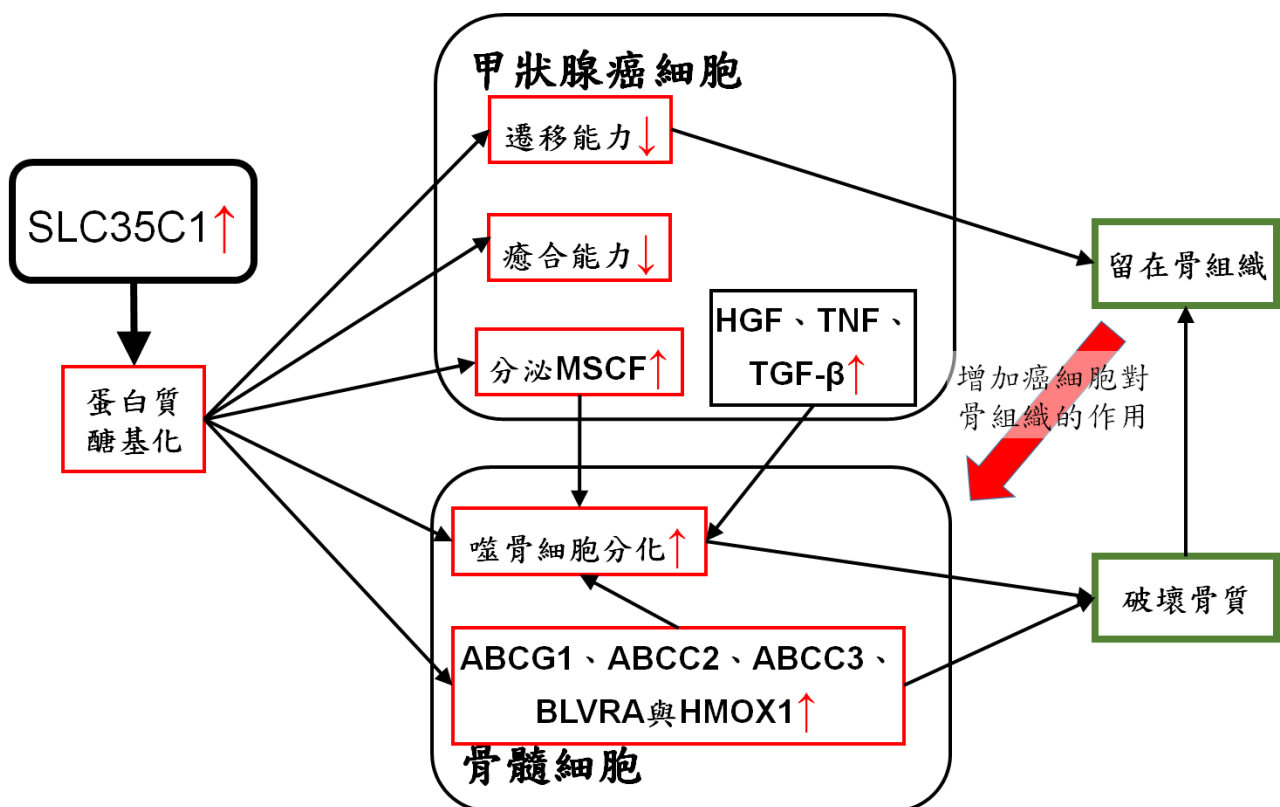 甲狀腺癌細胞
遷移能力↓
SLC35C1↑
癒合能力↓
留在骨組織
HGF、TNF、
TGF-β↑
分泌MSCF↑
增加癌細胞對
骨組織的作用
蛋白質
醣基化
噬骨細胞分化↑
破壞骨質
ABCG1、ABCC2、ABCC3、
BLVRA與HMOX1↑
骨髓細胞